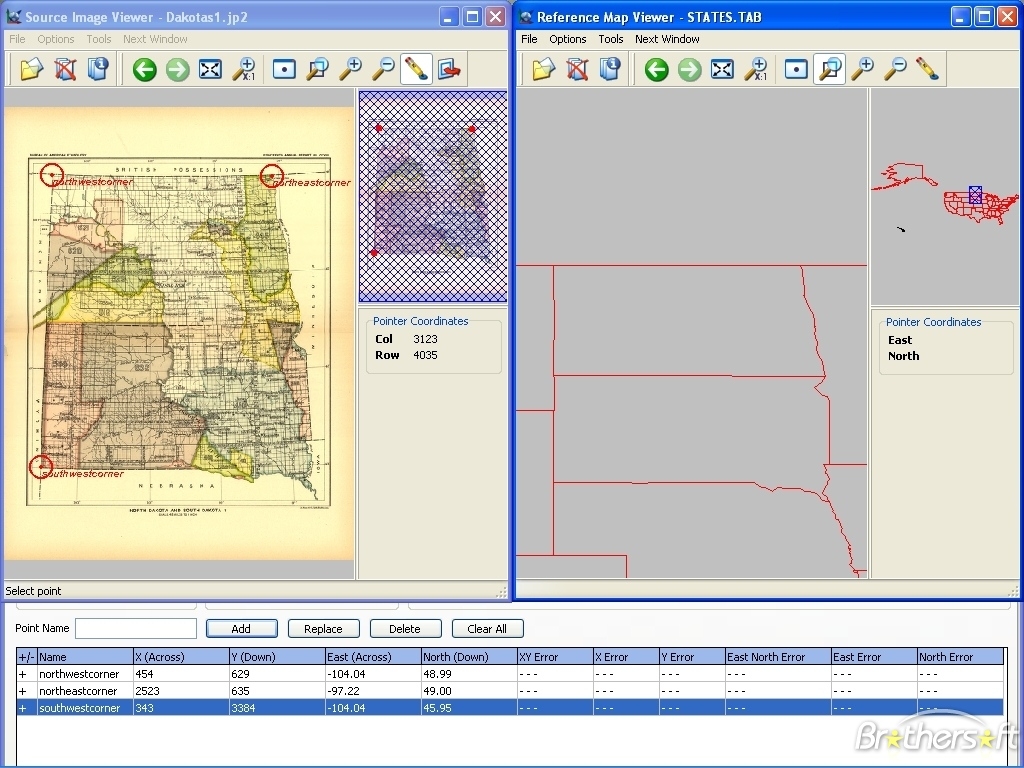 Source Image Viewer - Dakotas1.jp2
File Options Tools Next Window
X:1
BRITISH POSSESSIONS
northwestcorner
northeastcorner
southwestcorner
NEBRASKA
NORTH DAKOTA AND SOUTH DAKOTA 1
Pointer Coordinates
Col 3123
Row 4035
Select point
Reference Map Viewer - STATES.TAB
File Options Tools Next Window
X:1
Pointer Coordinates
East
North
Point Name Add Replace Delete Clear All
+/- Name X (Across) Y (Down) East (Across) North (Down) XY Error X Error Y Error East North Error East Error North Error
+ northwestcorner 454 629 -104.04 48.99 --- --- --- --- --- ---
+ northeastcorner 2523 635 -97.22 49.00 --- --- --- --- --- ---
+ southwestcorner 343 3384 -104.04 45.95 --- --- --- --- --- ---
Brothersoft